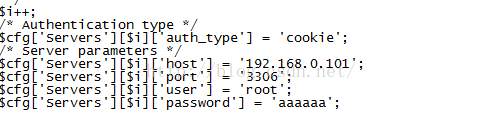 $i++;
/* Authentication type */
$cfg['Servers'][$i]['auth_type'] = 'cookie';
/* Server parameters */
$cfg['Servers'][$i]['host'] = '192.168.0.101';
$cfg['Servers'][$i]['port'] = '3306';
$cfg['Servers'][$i]['user'] = 'root';
$cfg['Servers'][$i]['password'] = 'aaaaaa';